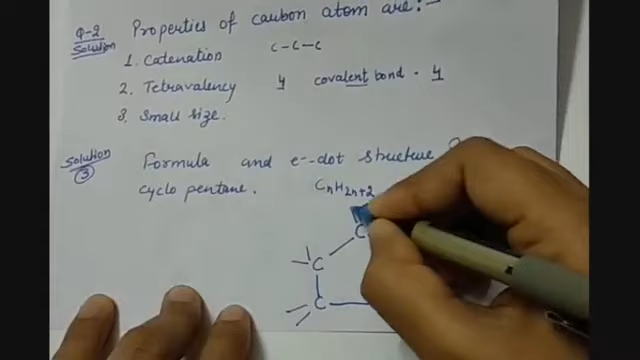 Q-2 Properties of carbon atom are:-
Solution
1. Catenation C-C-C
2. Tetravalency 4 covalent bond · 4
3. Small size.
Solution Formula and e--dot structure
③ cyclo pentane. CnH2n+2
C
C
C